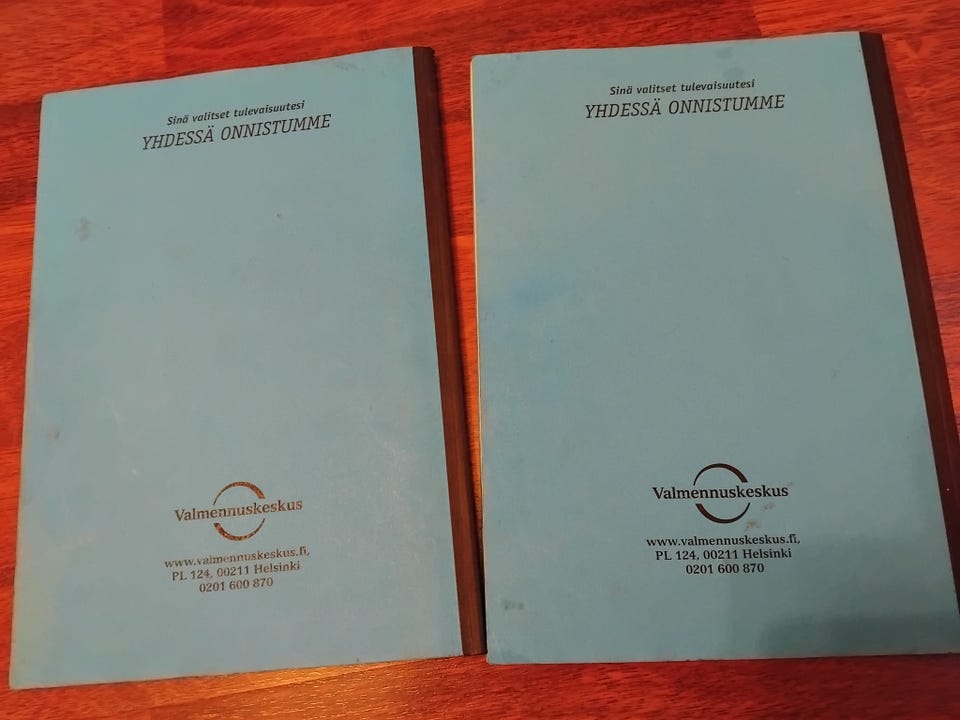 Sinä valitset tulevaisuutesi
YHDESSÄ ONNISTUMME
Valmennuskeskus
www.valmennuskeskus.fi,
PL 124, 00211 Helsinki
0201 600 870
Sinä valitset tulevaisuutesi
YHDESSÄ ONNISTUMME
Valmennuskeskus
www.valmennuskeskus.fi,
PL 124, 00211 Helsinki
0201 600 870